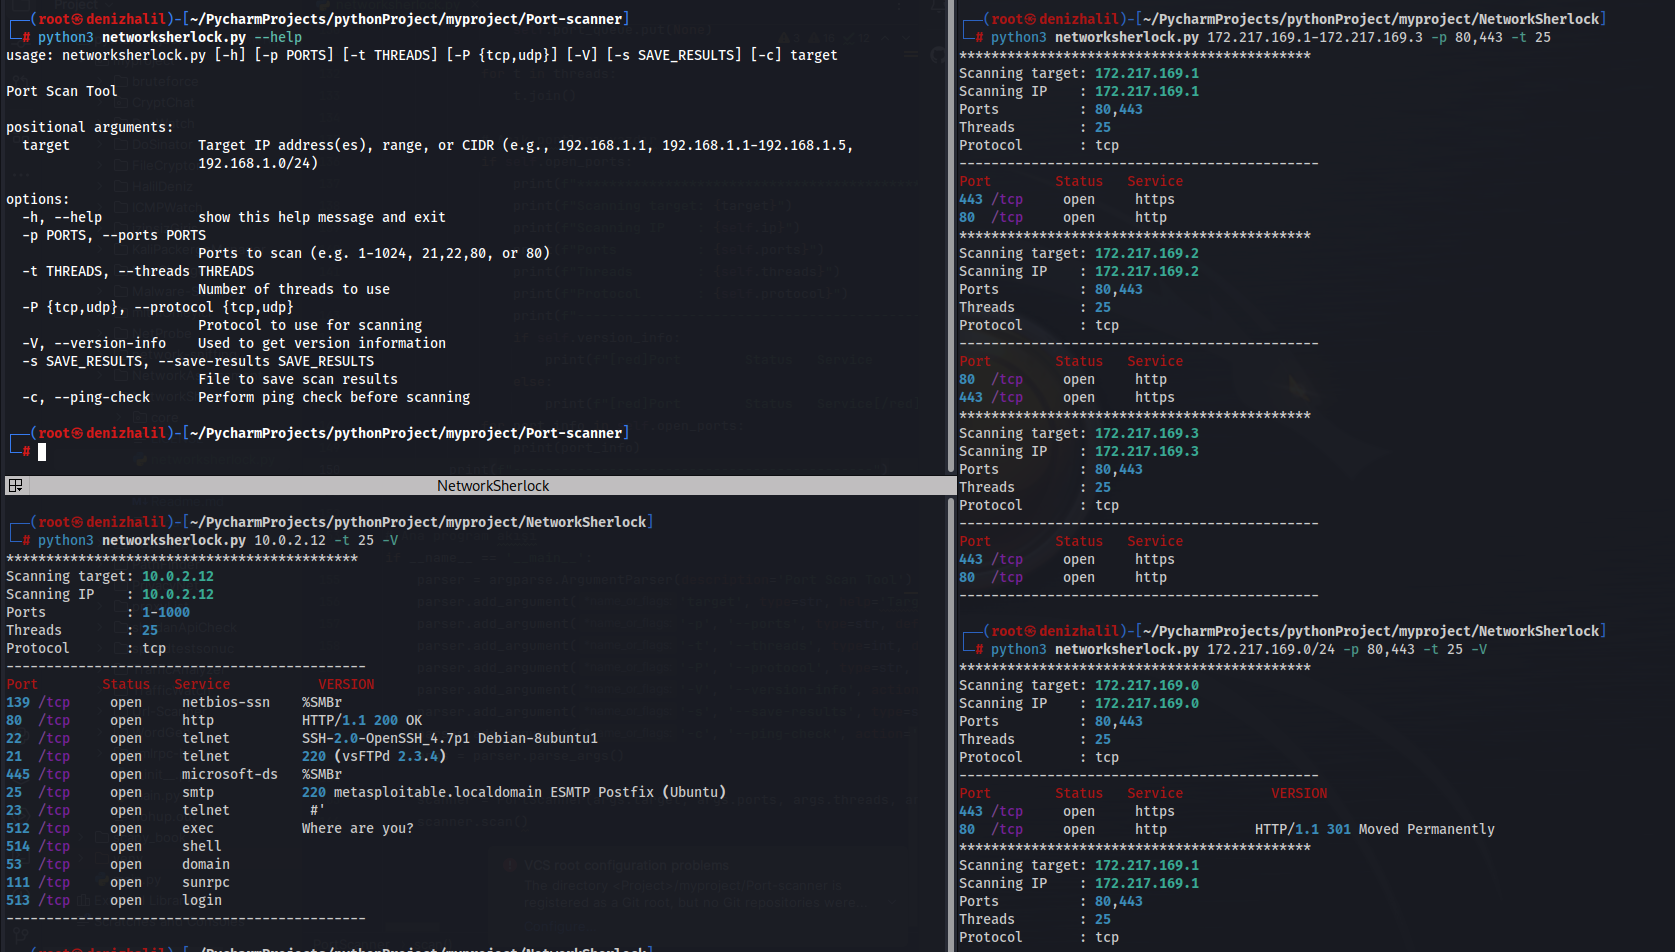 ┌──(root㉿denizhalil)-[~/PycharmProjects/pythonProject/myproject/Port-scanner]
└─# python3 networksherlock.py --help
usage: networksherlock.py [-h] [-p PORTS] [-t THREADS] [-P {tcp,udp}] [-V] [-s SAVE_RESULTS] [-c] target
Port Scan Tool
positional arguments:
target Target IP address(es), range, or CIDR (e.g., 192.168.1.1, 192.168.1.1-192.168.1.5,
192.168.1.0/24)
options:
-h, --help show this help message and exit
-p PORTS, --ports PORTS
Ports to scan (e.g. 1-1024, 21,22,80, or 80)
-t THREADS, --threads THREADS
Number of threads to use
-P {tcp,udp}, --protocol {tcp,udp}
Protocol to use for scanning
-V, --version-info Used to get version information
-s SAVE_RESULTS, --save-results SAVE_RESULTS
File to save scan results
-c, --ping-check Perform ping check before scanning
┌──(root㉿denizhalil)-[~/PycharmProjects/pythonProject/myproject/Port-scanner]
└─#
NetworkSherlock
┌──(root㉿denizhalil)-[~/PycharmProjects/pythonProject/myproject/NetworkSherlock]
└─# python3 networksherlock.py 10.0.2.12 -t 25 -V
********************************************
Scanning target: 10.0.2.12
Scanning IP : 10.0.2.12
Ports : 1-1000
Threads : 25
Protocol : tcp
---------------------------------------------
Port Status Service VERSION
139 /tcp open netbios-ssn %SMBr
80 /tcp open http HTTP/1.1 200 OK
22 /tcp open telnet SSH-2.0-OpenSSH_4.7p1 Debian-8ubuntu1
21 /tcp open telnet 220 (vsFTPd 2.3.4)
445 /tcp open microsoft-ds %SMBr
25 /tcp open smtp 220 metasploitable.localdomain ESMTP Postfix (Ubuntu)
23 /tcp open telnet #'
512 /tcp open exec Where are you?
514 /tcp open shell
53 /tcp open domain
111 /tcp open sunrpc
513 /tcp open login
---------------------------------------------
┌──(root㉿denizhalil)-[~/PycharmProjects/pythonProject/myproject/NetworkSherlock]
└─# python3 networksherlock.py 172.217.169.1-172.217.169.3 -p 80,443 -t 25
********************************************
Scanning target: 172.217.169.1
Scanning IP : 172.217.169.1
Ports : 80,443
Threads : 25
Protocol : tcp
---------------------------------------------
Port Status Service
443 /tcp open https
80 /tcp open http
********************************************
Scanning target: 172.217.169.2
Scanning IP : 172.217.169.2
Ports : 80,443
Threads : 25
Protocol : tcp
---------------------------------------------
Port Status Service
80 /tcp open http
443 /tcp open https
********************************************
Scanning target: 172.217.169.3
Scanning IP : 172.217.169.3
Ports : 80,443
Threads : 25
Protocol : tcp
---------------------------------------------
Port Status Service
443 /tcp open https
80 /tcp open http
---------------------------------------------
┌──(root㉿denizhalil)-[~/PycharmProjects/pythonProject/myproject/NetworkSherlock]
└─# python3 networksherlock.py 172.217.169.0/24 -p 80,443 -t 25 -V
********************************************
Scanning target: 172.217.169.0
Scanning IP : 172.217.169.0
Ports : 80,443
Threads : 25
Protocol : tcp
---------------------------------------------
Port Status Service VERSION
443 /tcp open https
80 /tcp open http HTTP/1.1 301 Moved Permanently
********************************************
Scanning target: 172.217.169.1
Scanning IP : 172.217.169.1
Ports : 80,443
Threads : 25
Protocol : tcp